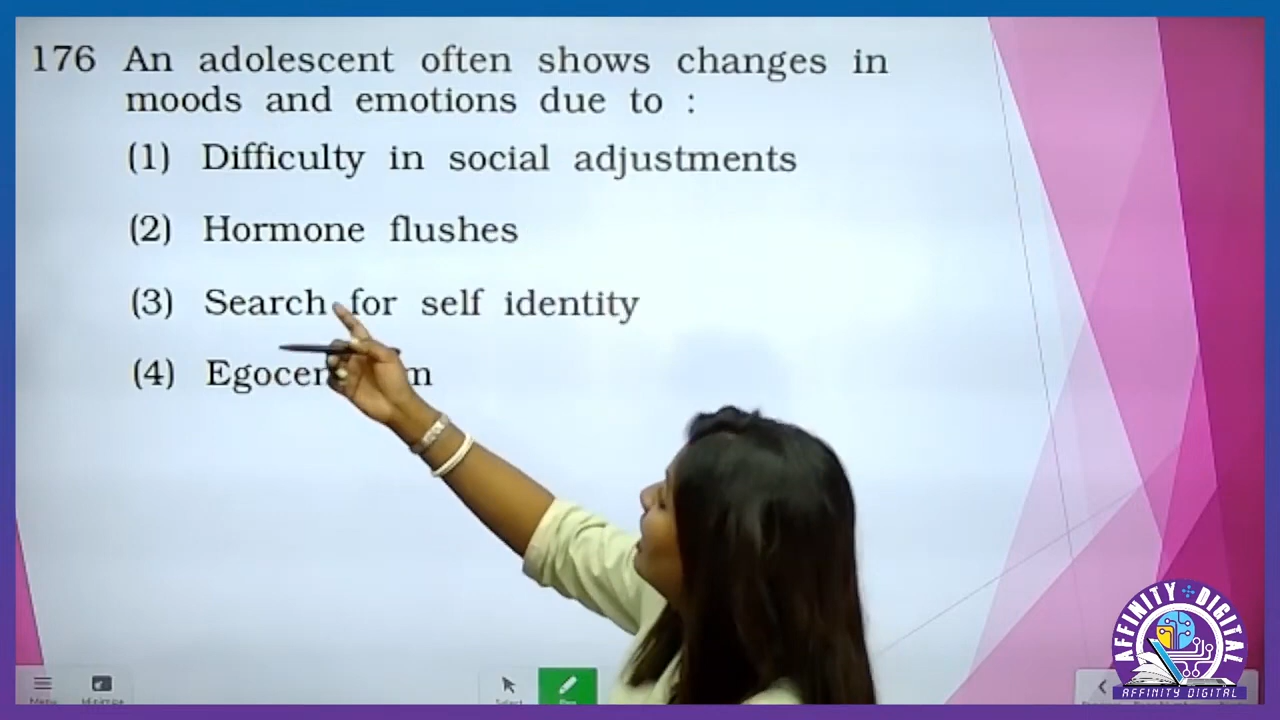 176 An adolescent often shows changes in
moods and emotions due to :
(1) Difficulty in social adjustments
(2) Hormone flushes
(3) Search for self identity
(4)
Select
AFFINITY DIGITAL
AFFINITY DIGITAL